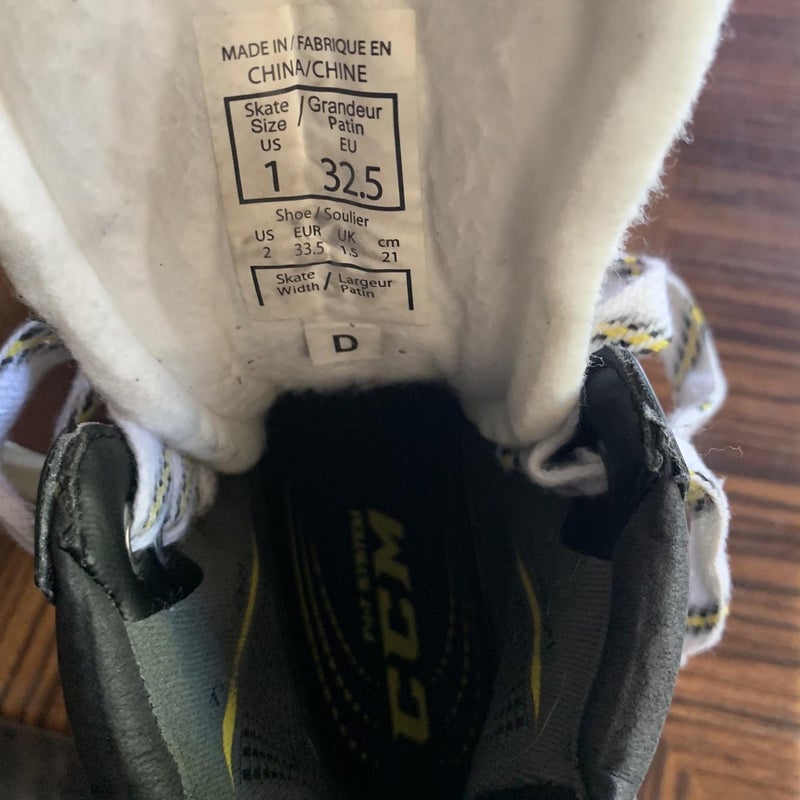 MADE IN / FABRIQUE EN
CHINA/CHINE
Skate / Grandeur
Size Patin
US EU
1 32.5
Shoe / Soulier
US EUR UK cm
2 33.5 1.5 21
Skate / Largeur
Width Patin
D
CCM